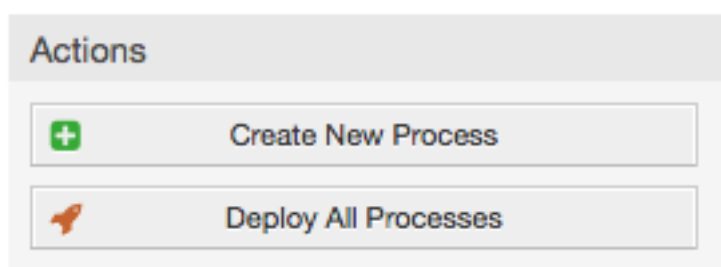 Actions
Create New Process
Deploy All Processes